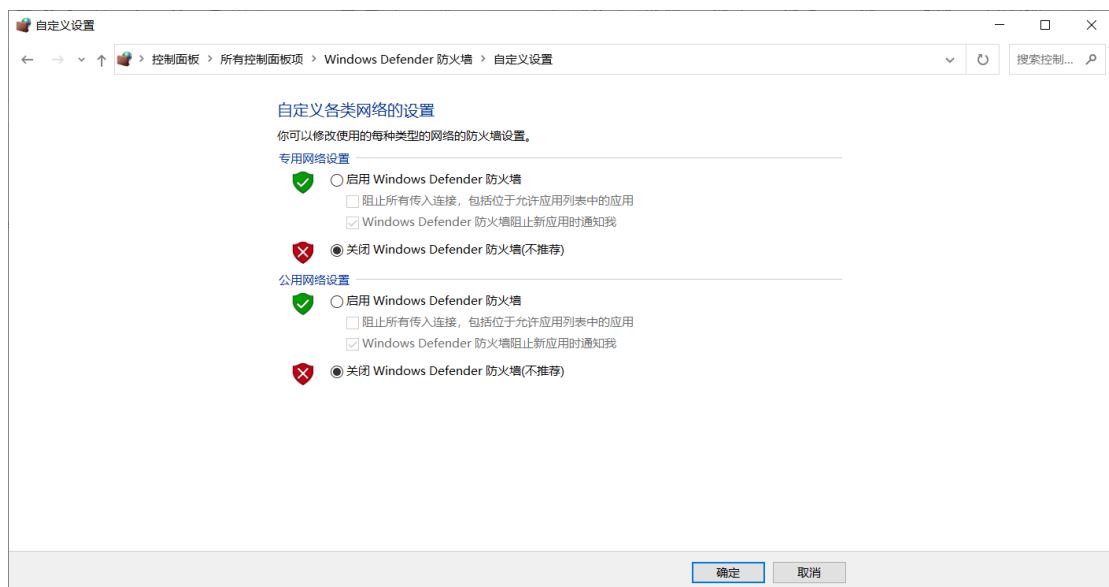 自定义设置
控制面板 > 所有控制面板项 > Windows Defender 防火墙 > 自定义设置
搜索控制...
自定义各类网络的设置
你可以修改使用的每种类型的网络的防火墙设置。
专用网络设置
启用 Windows Defender 防火墙
阻止所有传入连接，包括位于允许应用列表中的应用
Windows Defender 防火墙阻止新应用时通知我
关闭 Windows Defender 防火墙(不推荐)
公用网络设置
启用 Windows Defender 防火墙
阻止所有传入连接，包括位于允许应用列表中的应用
Windows Defender 防火墙阻止新应用时通知我
关闭 Windows Defender 防火墙(不推荐)
确定
取消